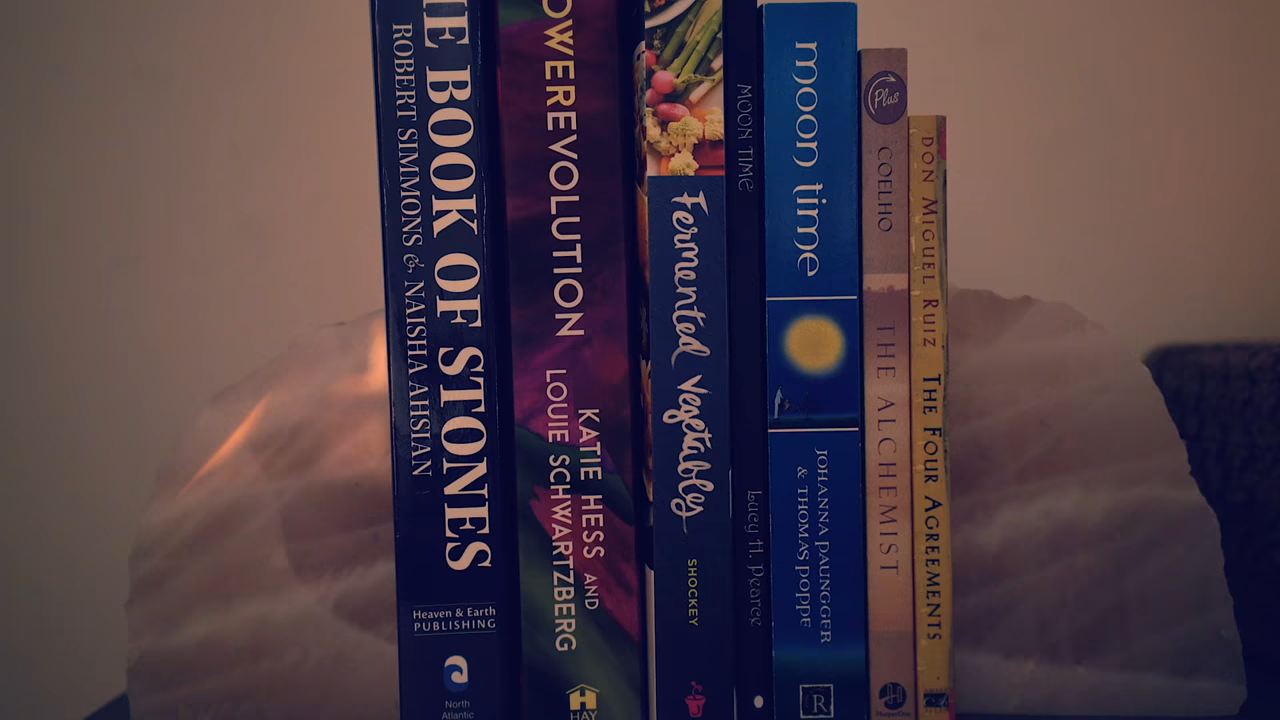 HE BOOK OF STONES
ROBERT SIMMONS & NAISHA AHSIAN
Heaven & Earth
PUBLISHING
North
Atlantic
OWEREVOLUTION
KATIE HESS AND
LOUIE SCHWARTZBERG
HAY
Fermented Vegetables
SHOCKEY
MOON TIME
Lucy H. Pearce
moon time
JOHANNA PAUNGGER
& THOMAS POPPE
R
Plus
COELHO
THE ALCHEMIST
HarperOne
DON MIGUEL RUIZ THE FOUR AGREEMENTS